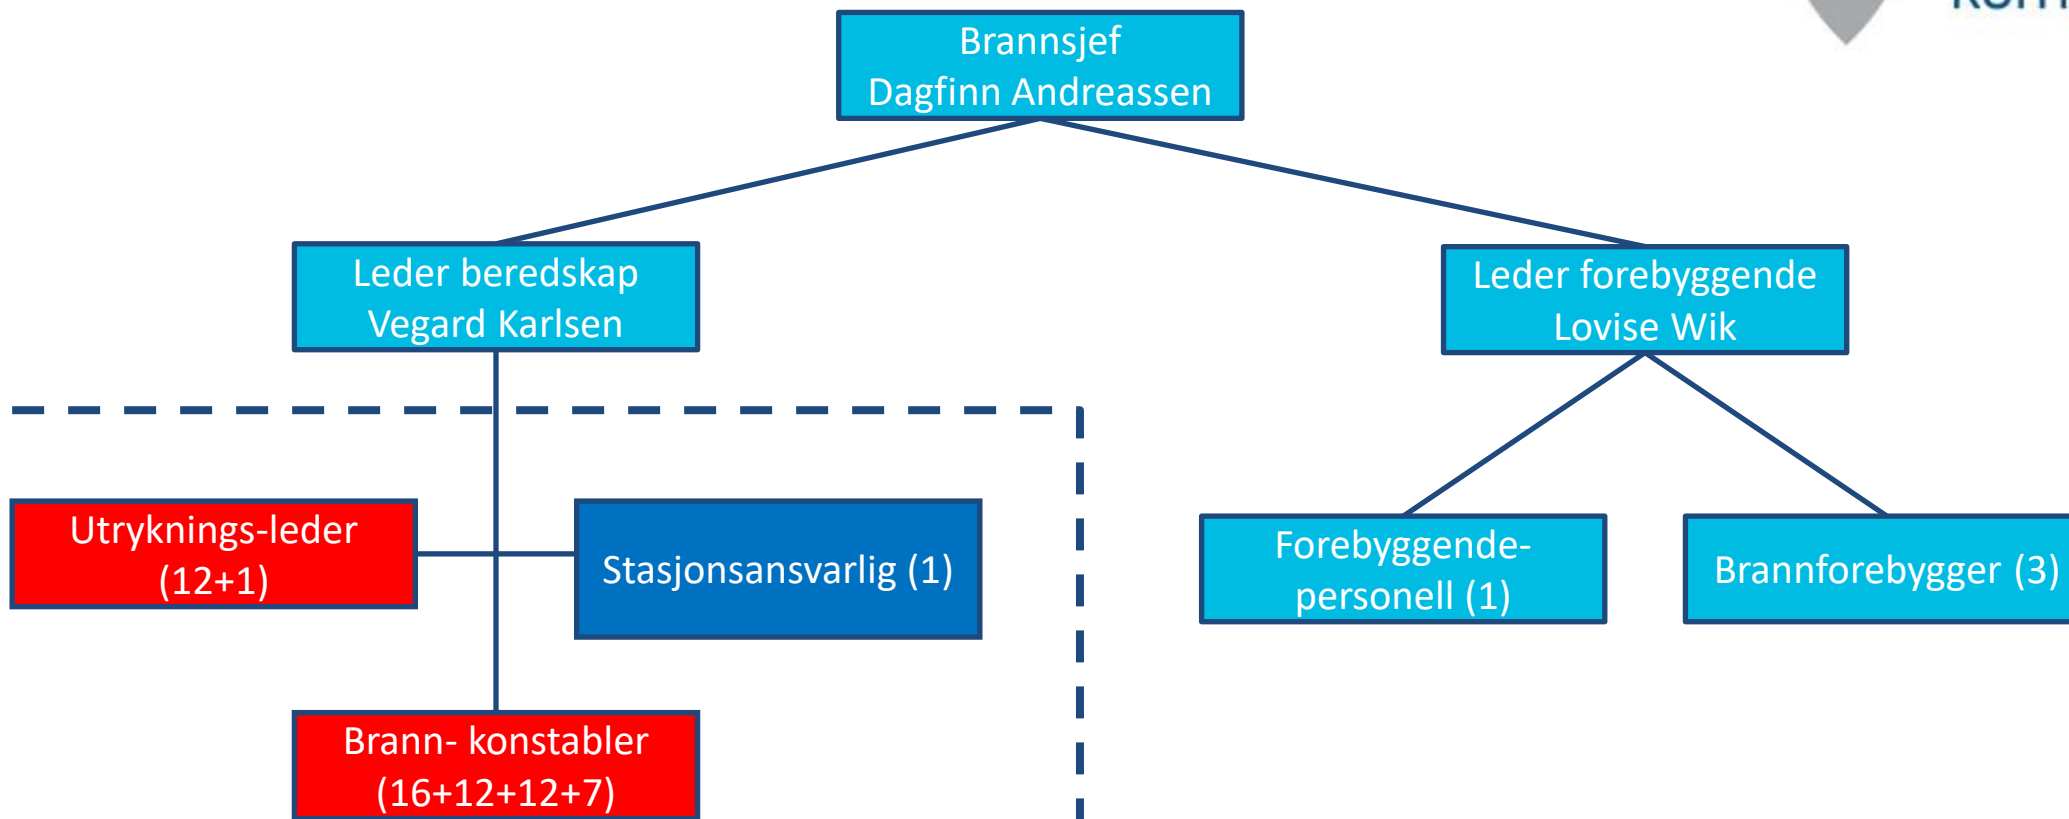 Brannsjef
Dagfinn Andreassen
Leder beredskap
Vegard Karlsen
Leder forebyggende
Lovise Wik
Utryknings-leder
(12+1)
Stasjonsansvarlig (1)
Forebyggende-
personell (1)
Brannforebygger (3)
Brann- konstabler
(16+12+12+7)